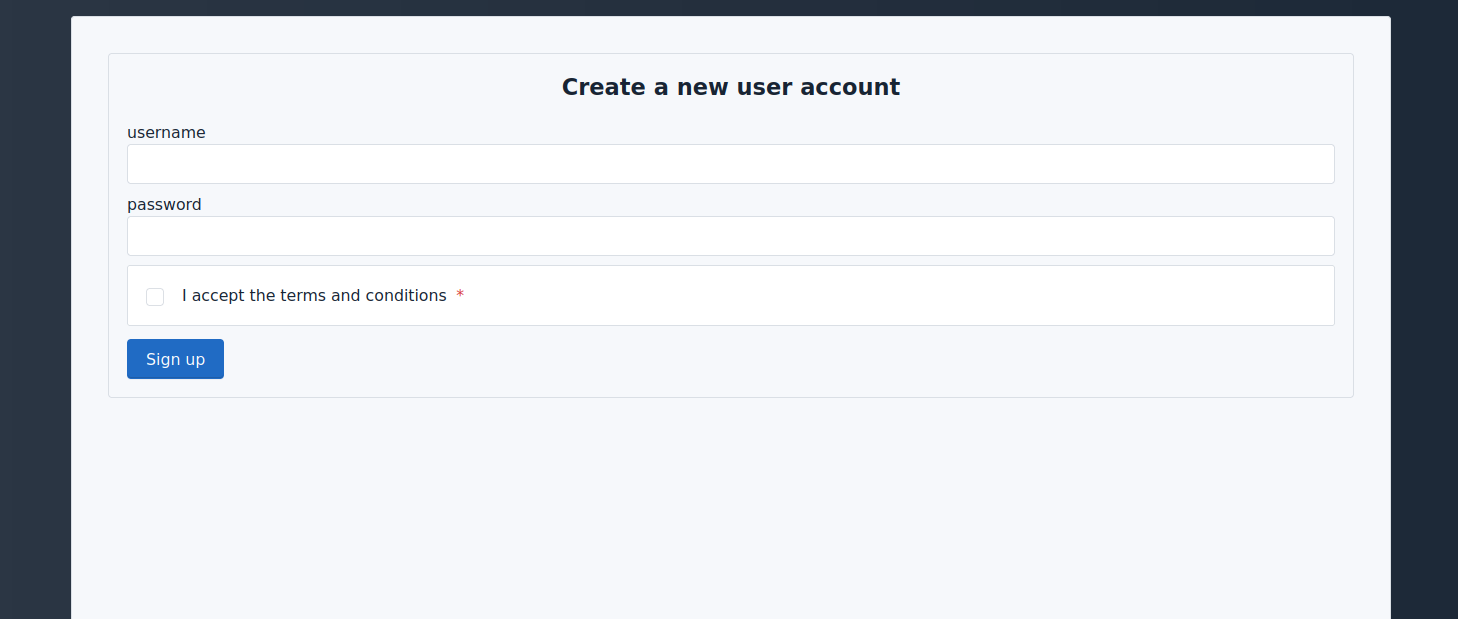 Create a new user account
username
password
I accept the terms and conditions *
Sign up